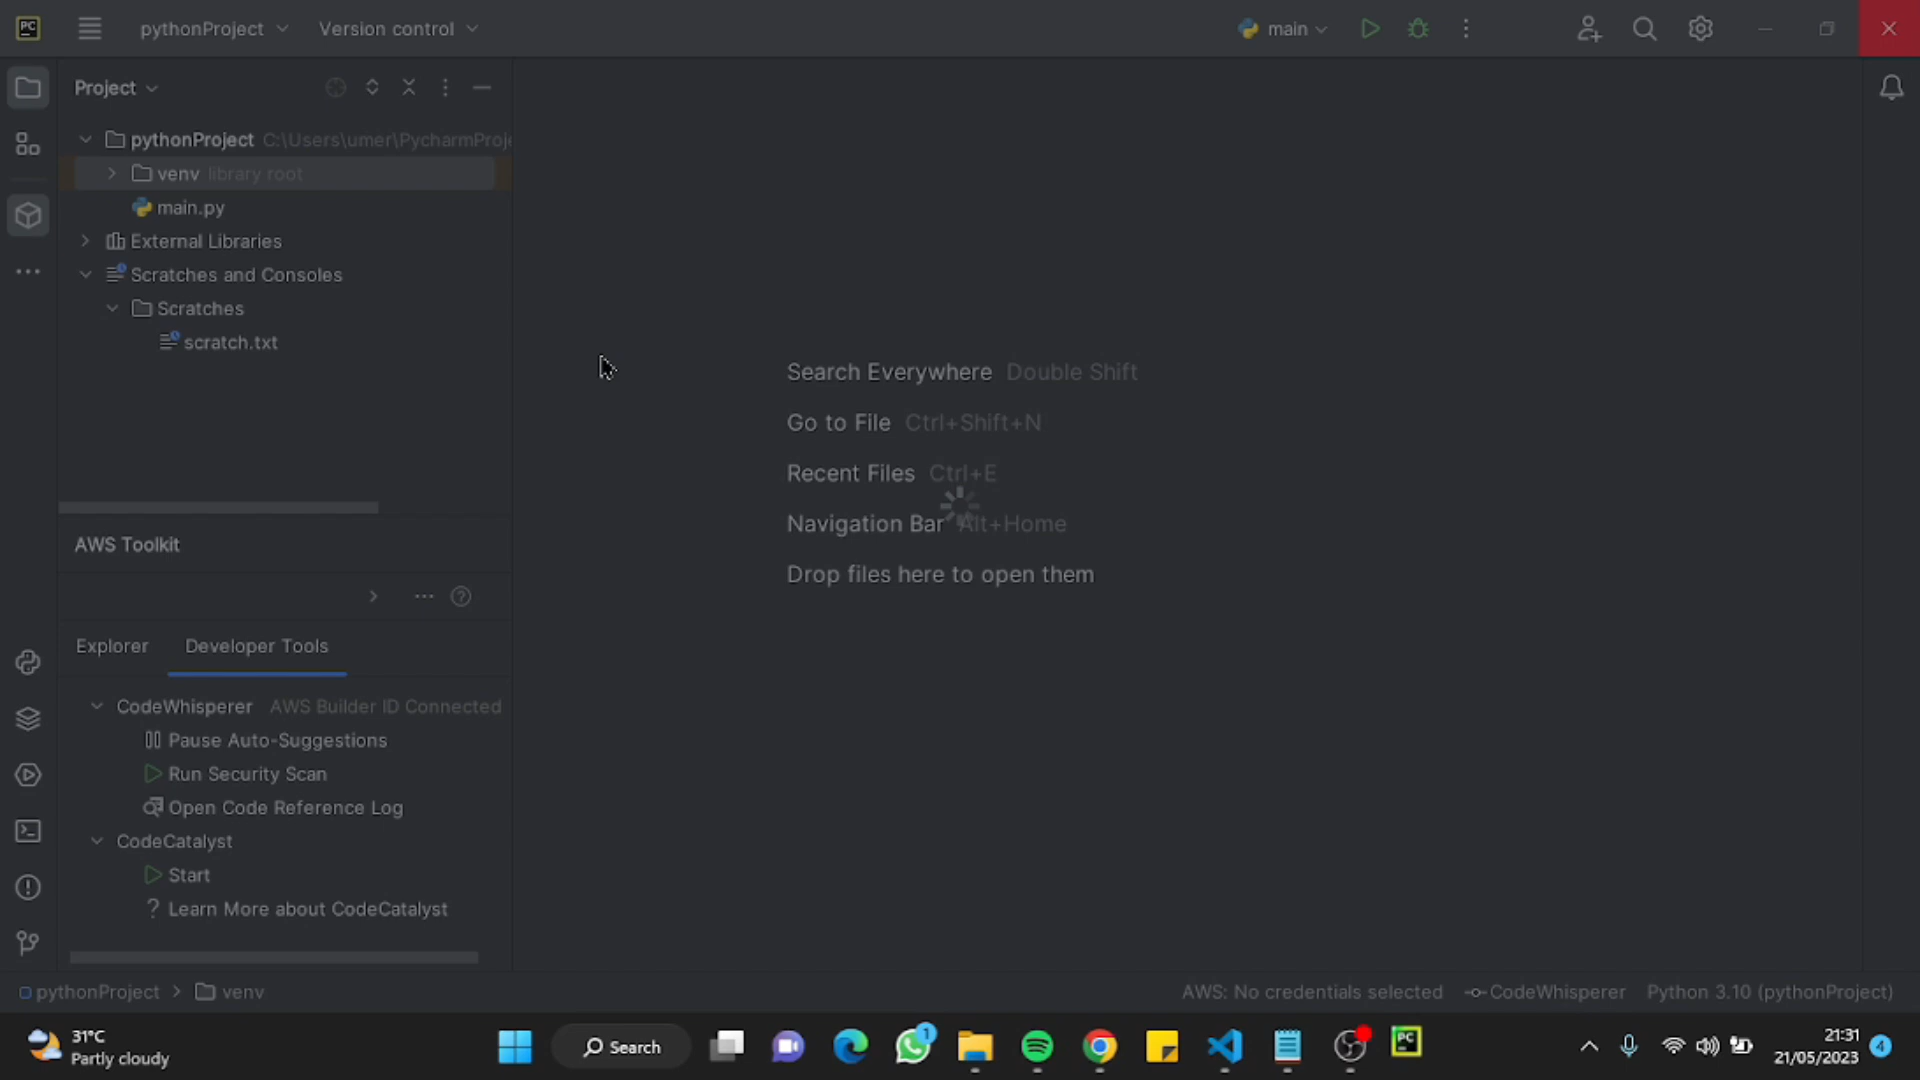 PC pythonProject Version control main
Project
pythonProject C:\Users\umer\PycharmProj
venv library root
main.py
External Libraries
Scratches and Consoles
Scratches
scratch.txt
Search Everywhere Double Shift
Go to File Ctrl+Shift+N
Recent Files Ctrl+E
Navigation Bar Alt+Home
Drop files here to open them
AWS Toolkit
Explorer Developer Tools
CodeWhisperer AWS Builder ID Connected
Pause Auto-Suggestions
Run Security Scan
Open Code Reference Log
CodeCatalyst
Start
? Learn More about CodeCatalyst
pythonProject > venv AWS: No credentials selected CodeWhisperer Python 3.10 (pythonProject)
31°C
Partly cloudy
Search
1
PC
21:31
21/05/2023
4